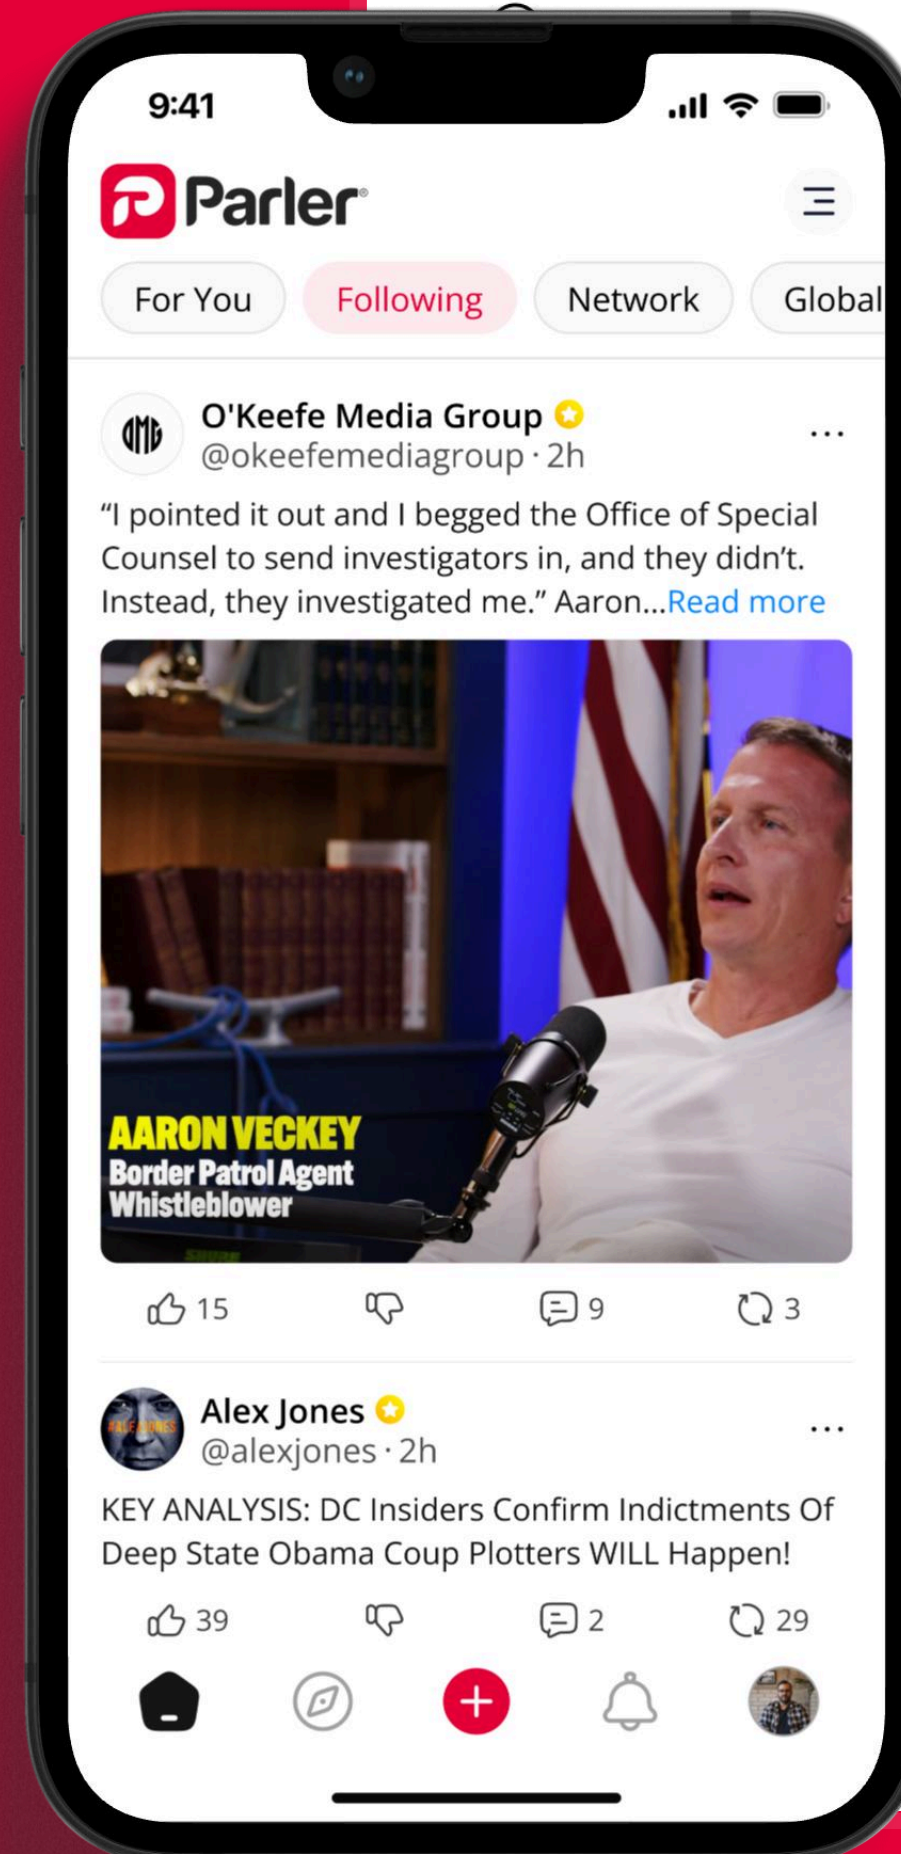 9:41
Parler®
For You
Following
Network
Global
OMG
O'Keefe Media Group
@okeefemediagroup · 2h
“I pointed it out and I begged the Office of Special
Counsel to send investigators in, and they didn’t.
Instead, they investigated me.” Aaron...Read more
AARON VECKEY
Border Patrol Agent
Whistleblower
SHURE
15
9
3
#ALEXJONES
Alex Jones
@alexjones · 2h
KEY ANALYSIS: DC Insiders Confirm Indictments Of
Deep State Obama Coup Plotters WILL Happen!
39
2
29